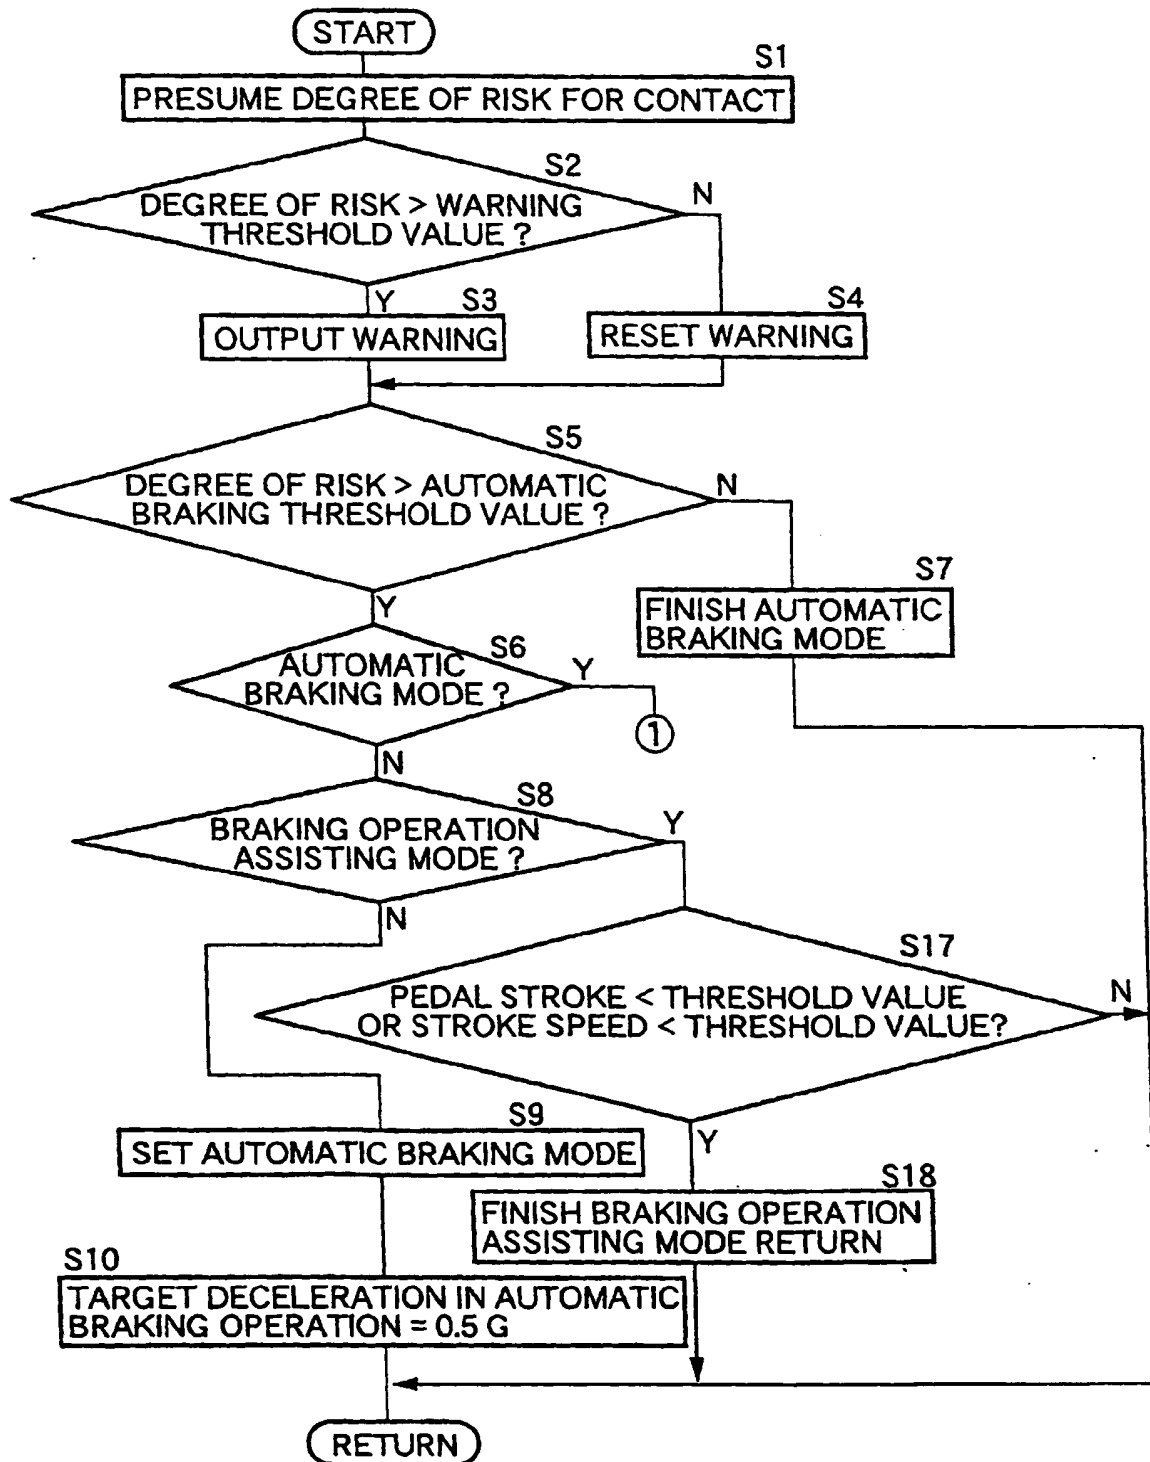 START
S1
PRESUME DEGREE OF RISK FOR CONTACT
S2
DEGREE OF RISK > WARNING
THRESHOLD VALUE ?
N
Y
S3
OUTPUT WARNING
S4
RESET WARNING
S5
DEGREE OF RISK > AUTOMATIC
BRAKING THRESHOLD VALUE ?
N
Y
S7
FINISH AUTOMATIC
BRAKING MODE
S6
AUTOMATIC
BRAKING MODE ?
Y
1
N
S8
BRAKING OPERATION
ASSISTING MODE ?
Y
N
S17
PEDAL STROKE < THRESHOLD VALUE
OR STROKE SPEED < THRESHOLD VALUE?
N
Y
S9
SET AUTOMATIC BRAKING MODE
S18
FINISH BRAKING OPERATION
ASSISTING MODE RETURN
S10
TARGET DECELERATION IN AUTOMATIC
BRAKING OPERATION = 0.5 G
RETURN